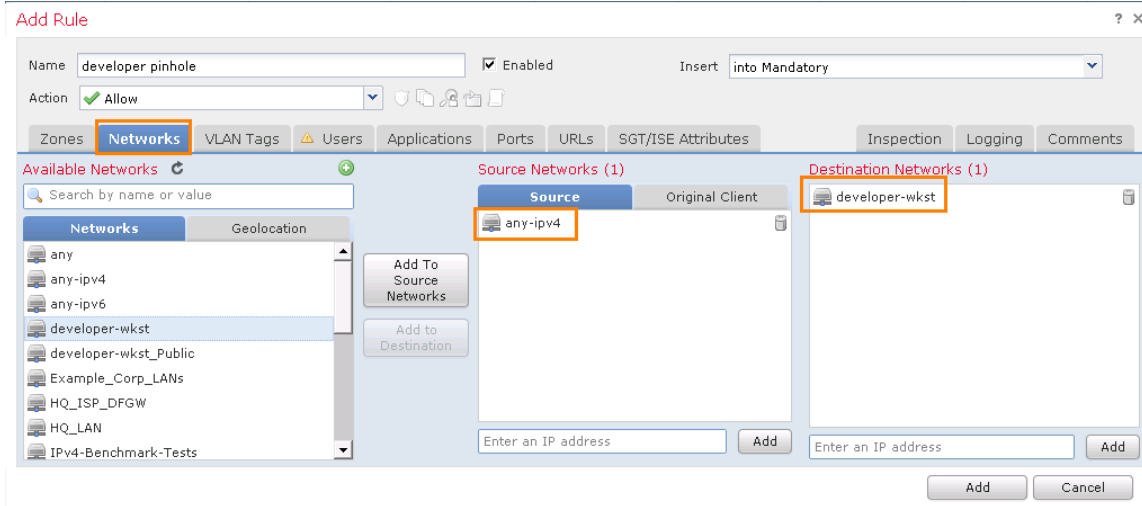 Add Rule ? X
Name developer pinhole Enabled Insert into Mandatory
Action Allow
Zones Networks VLAN Tags Users Applications Ports URLs SGT/ISE Attributes Inspection Logging Comments
Available Networks Source Networks (1) Destination Networks (1)
Search by name or value Source Original Client developer-wkst
Networks Geolocation any-ipv4
any
any-ipv4
any-ipv6
developer-wkst
developer-wkst_Public
Example_Corp_LANs
HQ_ISP_DFGW
HQ_LAN
IPv4-Benchmark-Tests
Add To
Source
Networks
Add to
Destination
Enter an IP address Add Enter an IP address Add
Add Cancel